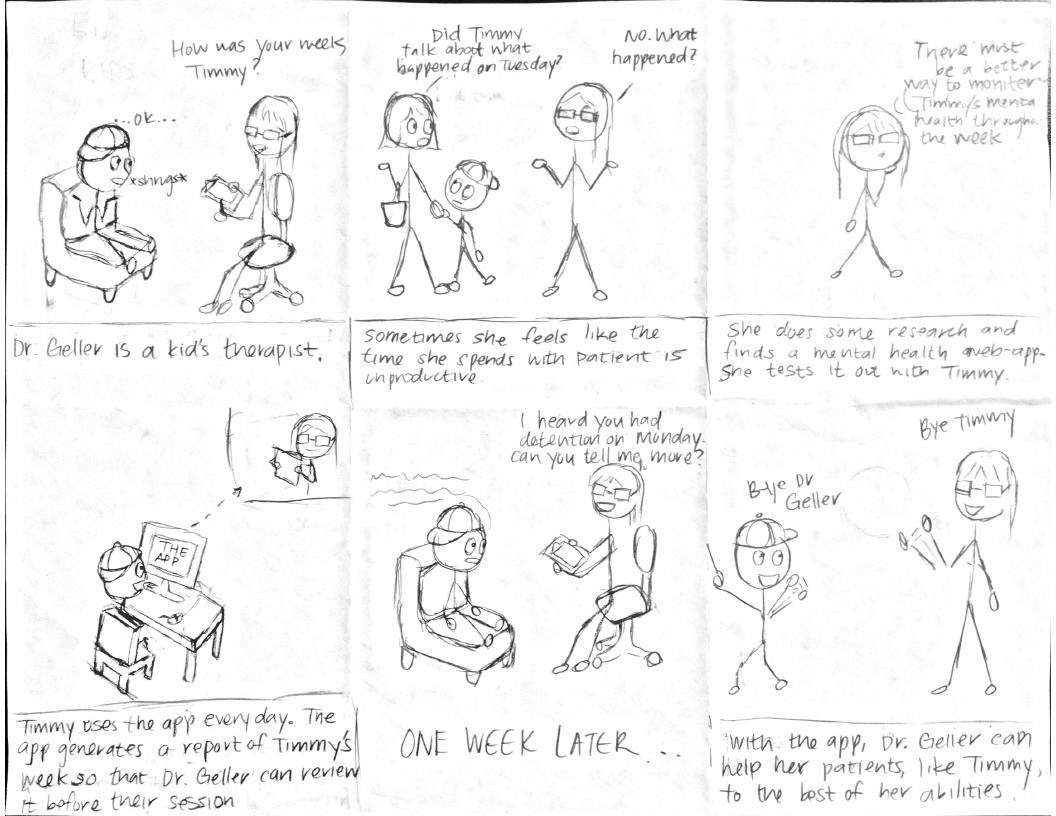 How was your week,
Timmy?
...ok...
*shrugs*
Dr. Geller is a kid's therapist.
Did Timmy
talk about what
happened on Tuesday?
No. What
happened?
Sometimes she feels like the
time she spends with patient is
unproductive.
There must
be a better
way to moniter
Timmy's mental
health througho
the week
She does some research and
finds a mental health web-app.
She tests it out with Timmy.
THE
APP
Timmy uses the app every day. The
app generates a report of Timmy's
week so that Dr. Geller can review
it before their session
I heard you had
detention on Monday.
can you tell me more?
ONE WEEK LATER...
Bye Timmy
Bye Dr
Geller
With the app, Dr. Geller can
help her patients, like Timmy,
to the best of her abilities.